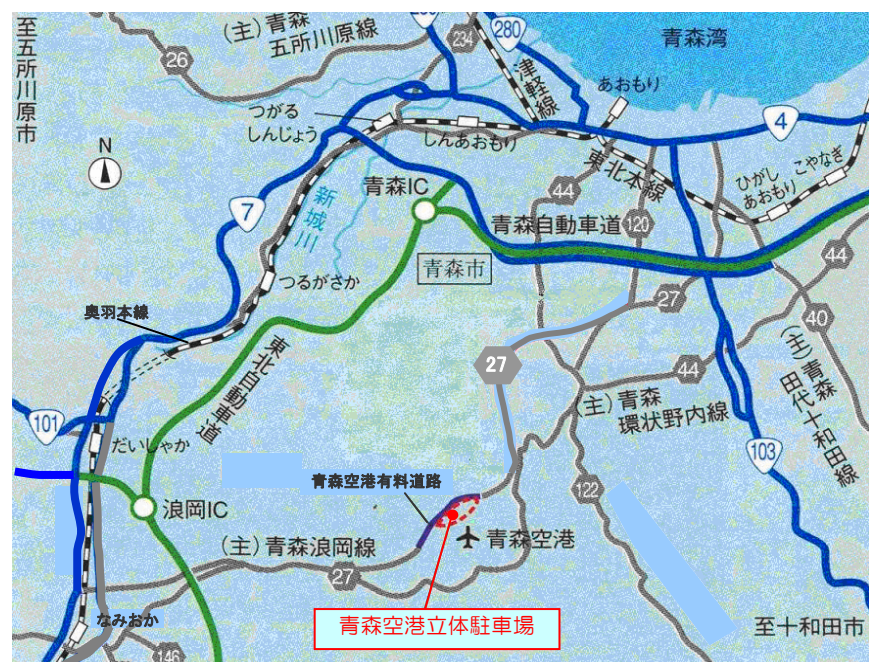 至五所川原市
(主)青森
五所川原線
26
234
280
津軽線
青森湾
あおもり
4
つがる
しんじょう
しんあおもり
東北本線
ひがし
あおもり
こやなぎ
N
7
新城川
青森IC
44
120
青森自動車道
青森市
44
つるがさか
奥羽本線
27
40
東北自動車道
27
44
(主)青森
田代十和田線
(主)青森
環状野内線
101
だいしゃか
103
青森空港有料道路
122
浪岡IC
青森空港
(主)青森浪岡線
27
なみおか
146
青森空港立体駐車場
至十和田市